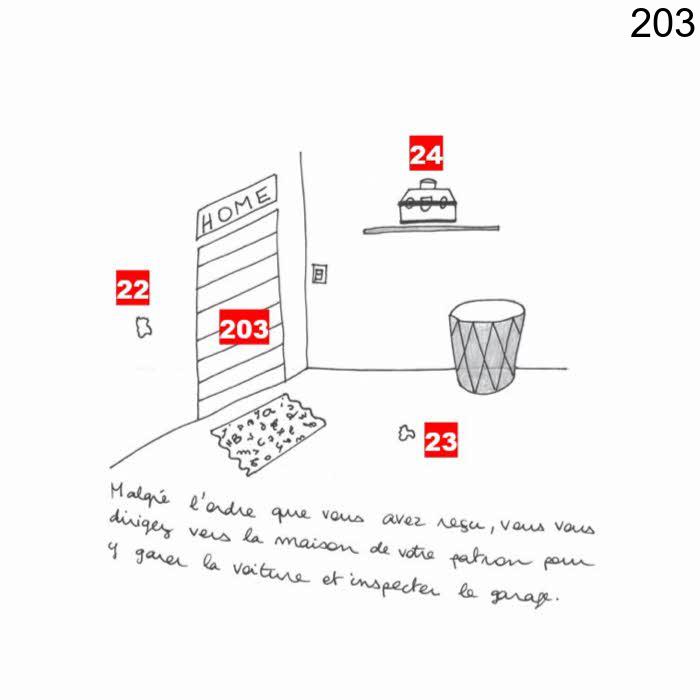 203
24
HOME
22
203
23
Malgré l'ordre que vous avez reçu, vous vous
dirigez vers la maison de votre patron pour
y garer la voiture et inspecter le garage.